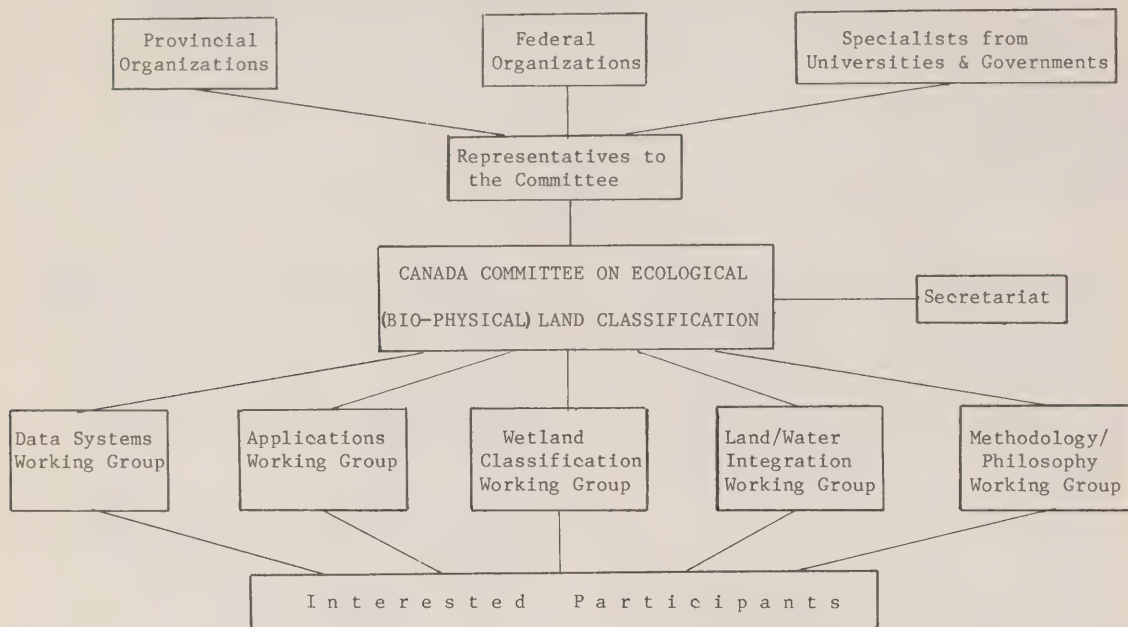 Provincial
Organizations
Federal
Organizations
Specialists from
Universities & Governments
Representatives to
the Committee
CANADA COMMITTEE ON ECOLOGICAL
(BIO-PHYSICAL) LAND CLASSIFICATION
Secretariat
Data Systems
Working Group
Applications
Working Group
Wetland
Classification
Working Group
Land/Water
Integration
Working Group
Methodology/
Philosophy
Working Group
Interested Participants